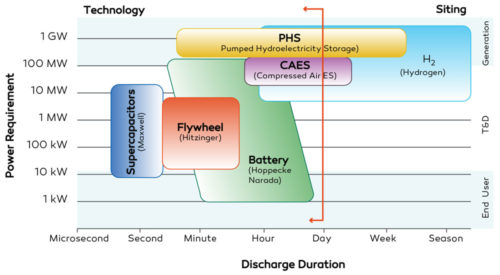 Technology
Siting
1 GW
100 MW
10 MW
1 MW
100 kW
10 kW
1 kW
Power Requirement
PHS
Pumped Hydroelectricity Storage)
CAES
(Compressed Air ES)
H2
(Hydrogen)
Supercapacitors
(Maxwell)
Flywheel
(Hitzinger)
Battery
(Hoppecke
Narada)
Generation
T&D
End User
Microsecond
Second
Minute
Hour
Day
Week
Season
Discharge Duration